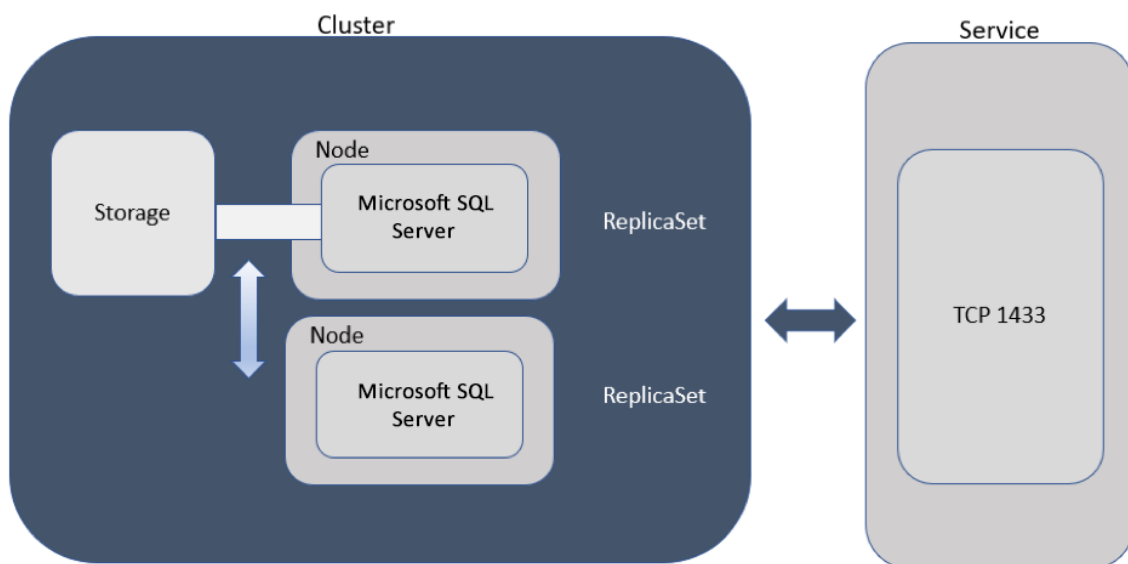 Cluster
Service
Storage
Node
Microsoft SQL
Server
ReplicaSet
TCP 1433
Node
Microsoft SQL
Server
ReplicaSet